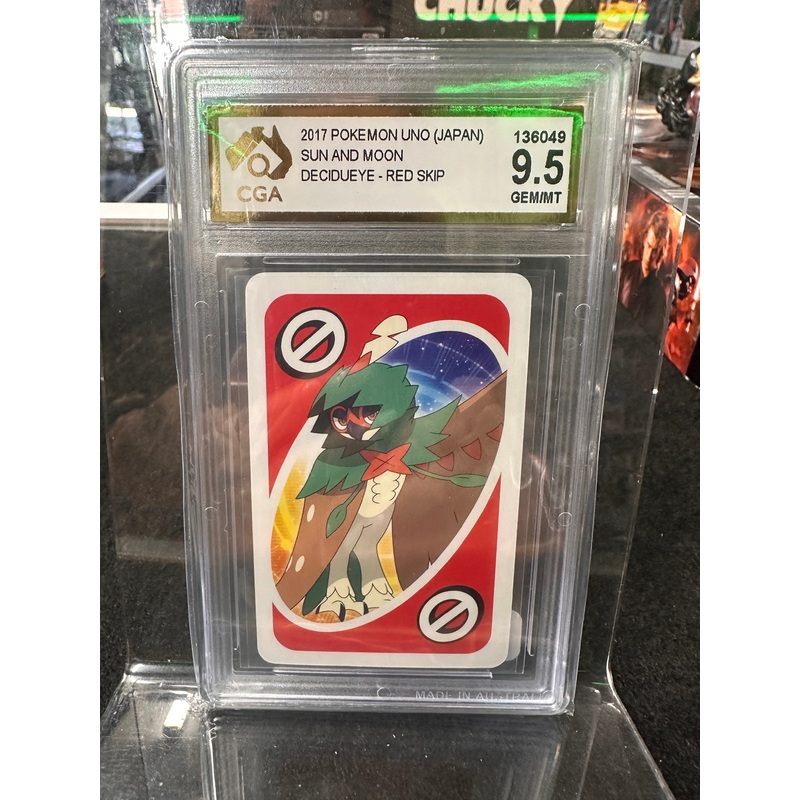 CHUCKY
2017 POKEMON UNO (JAPAN)
SUN AND MOON
DECIDUEYE - RED SKIP
CGA
136049
9.5
GEM/MT
MADE IN AUSTRALIA